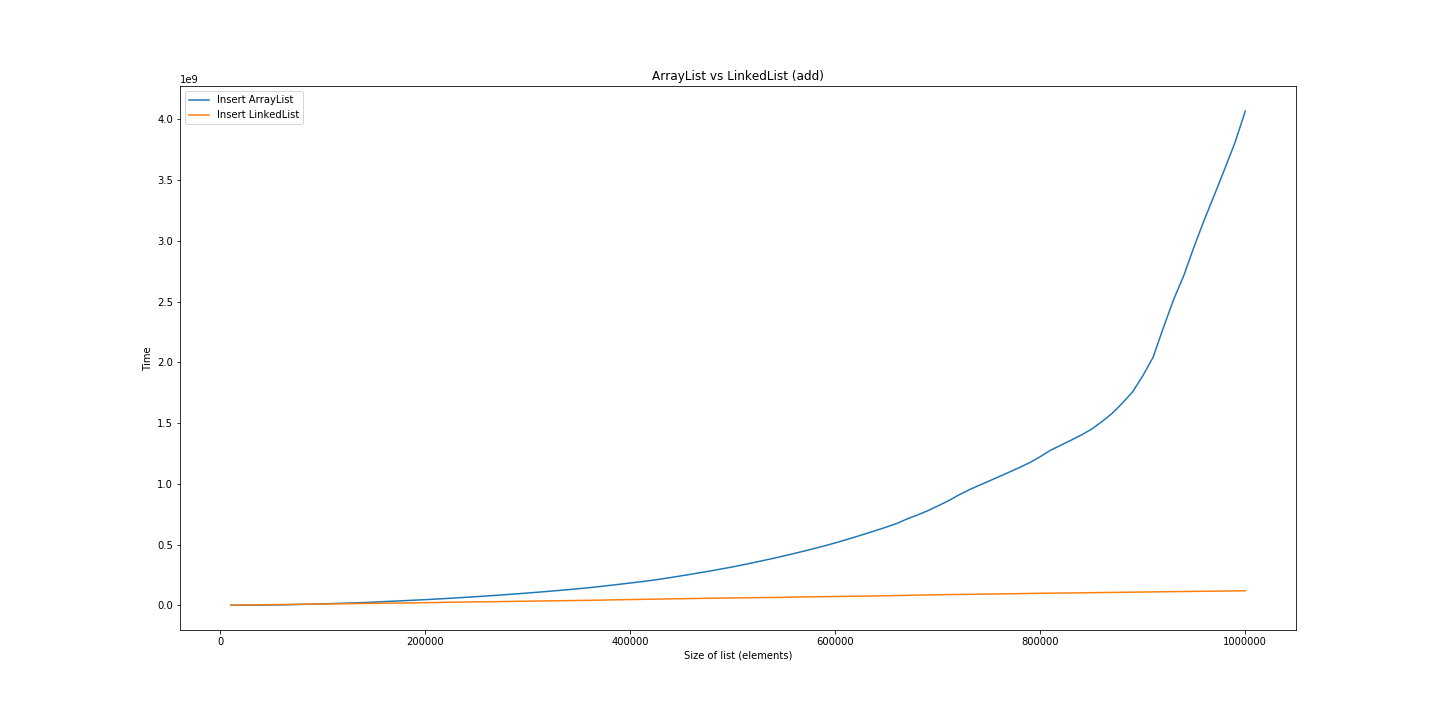 ArrayList vs LinkedList (add)
1e9
Insert ArrayList
Insert LinkedList
4.0
3.5
3.0
2.5
2.0
1.5
1.0
0.5
0.0
Time
0 200000 400000 600000 800000 1000000
Size of list (elements)